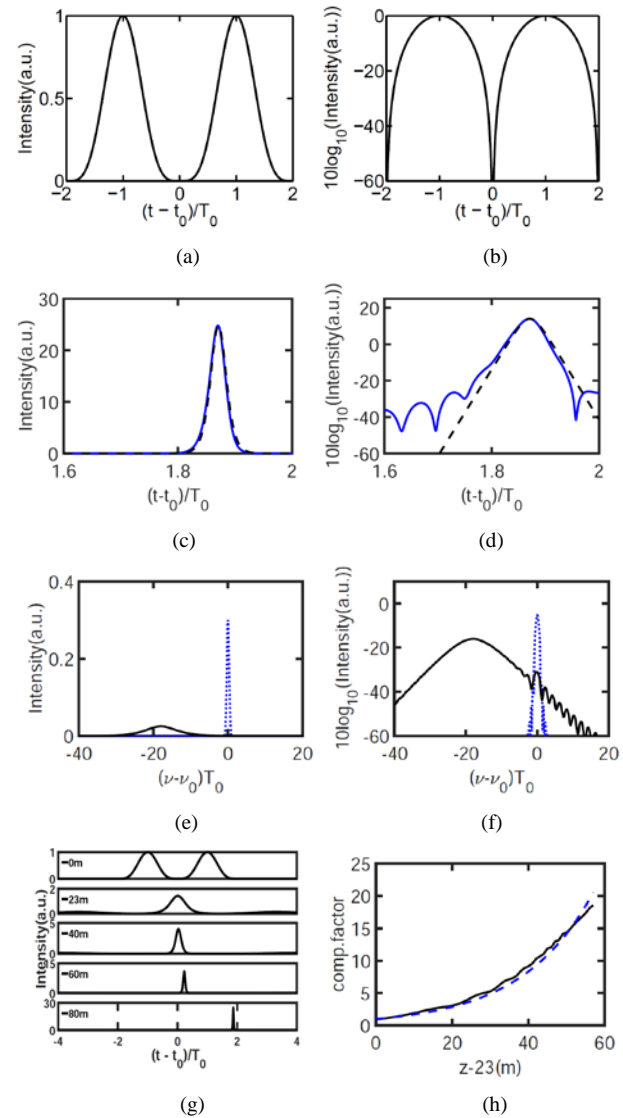 1
0.5
0
−2 −1 0 1 2
Intensity(a.u.)
(t − t0)/T0
(a)
0
−20
−40
−60
−2 −1 0 1 2
10log10(Intensity(a.u.))
(t − t0)/T0
(b)
30
20
10
0
1.6 1.8 2
Intensity(a.u.)
(t-t0)/T0
(c)
20
0
-20
-40
-60
1.6 1.8 2
10log10(Intensity(a.u.))
(t-t0)/T0
(d)
0.4
0.2
0
-40 -20 0 20
Intensity(a.u.)
(ν-ν0)T0
(e)
0
-20
-40
-60
-40 -20 0 20
10log10(Intensity(a.u.))
(ν-ν0)T0
(f)
1
0
0m
2
0
23m
5
0
40m
15
0
60m
30
0
80m
-4 -2 0 2 4
Intensity(a.u.)
(t - t0)/T0
(g)
25
20
15
10
5
0
0 20 40 60
comp.factor
z-23(m)
(h)